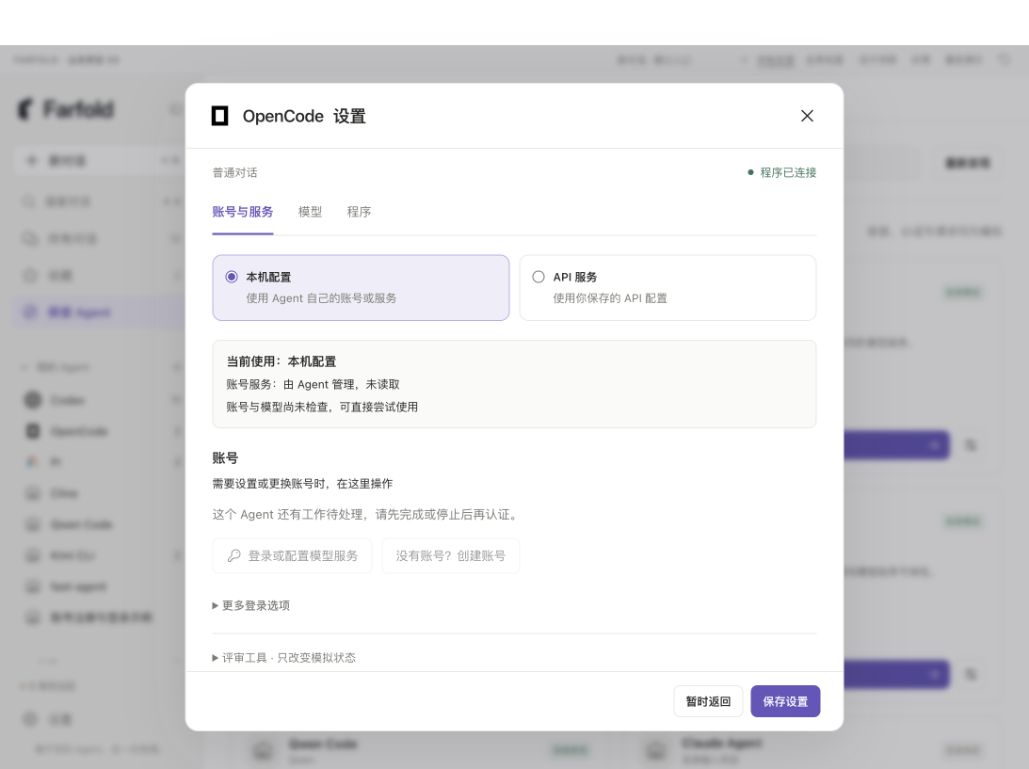 Farfold
OpenCode 设置
普通对话
程序已连接
账号与服务 模型 程序
本机配置
使用 Agent 自己的账号或服务
API 服务
使用你保存的 API 配置
当前使用：本机配置
账号服务：由 Agent 管理，未读取
账号与模型尚未检查，可直接尝试使用
账号
需要设置或更换账号时，在这里操作
这个 Agent 还有工作待处理，请先完成或停止后再认证。
登录或配置模型服务 没有账号？创建账号
更多登录选项
评审工具 · 只改变模拟状态
暂时返回 保存设置
Codex
OpenCode
Pi
Cline
Qwen Code
Kimi CLI
fast-agent
Qwen Code
Claude Agent